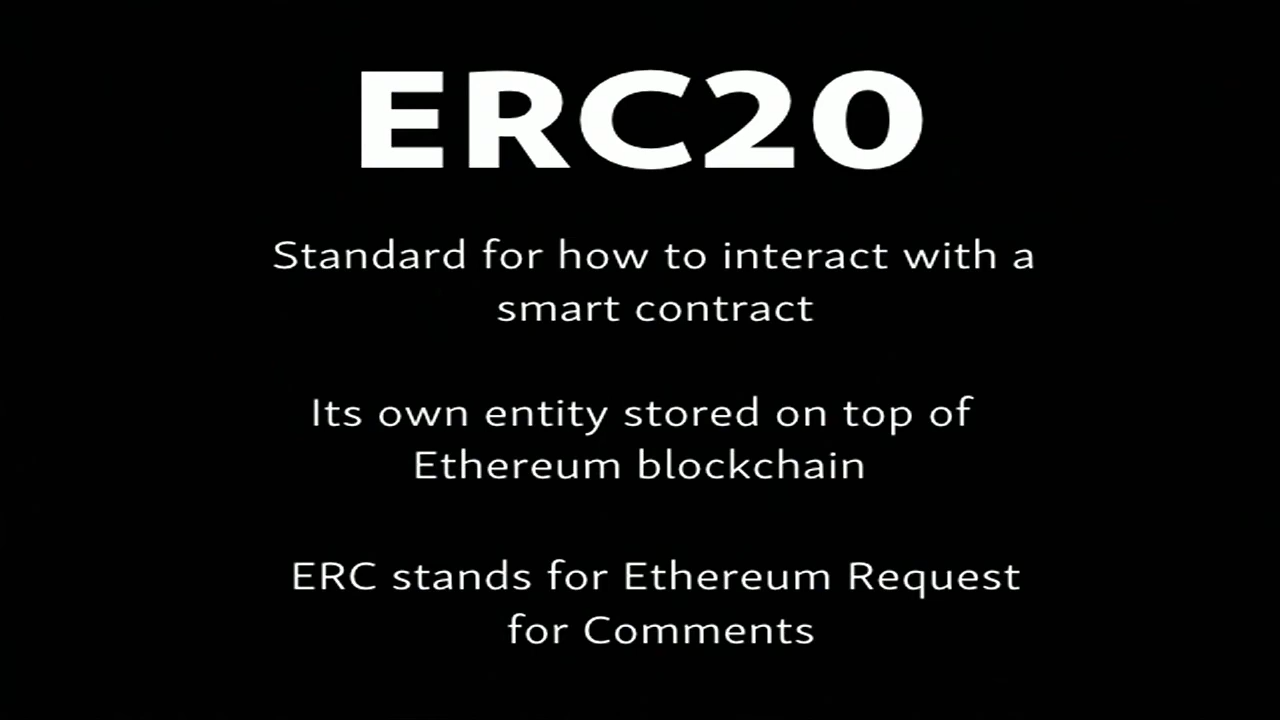 ERC20
Standard for how to interact with a
smart contract
Its own entity stored on top of
Ethereum blockchain
ERC stands for Ethereum Request
for Comments